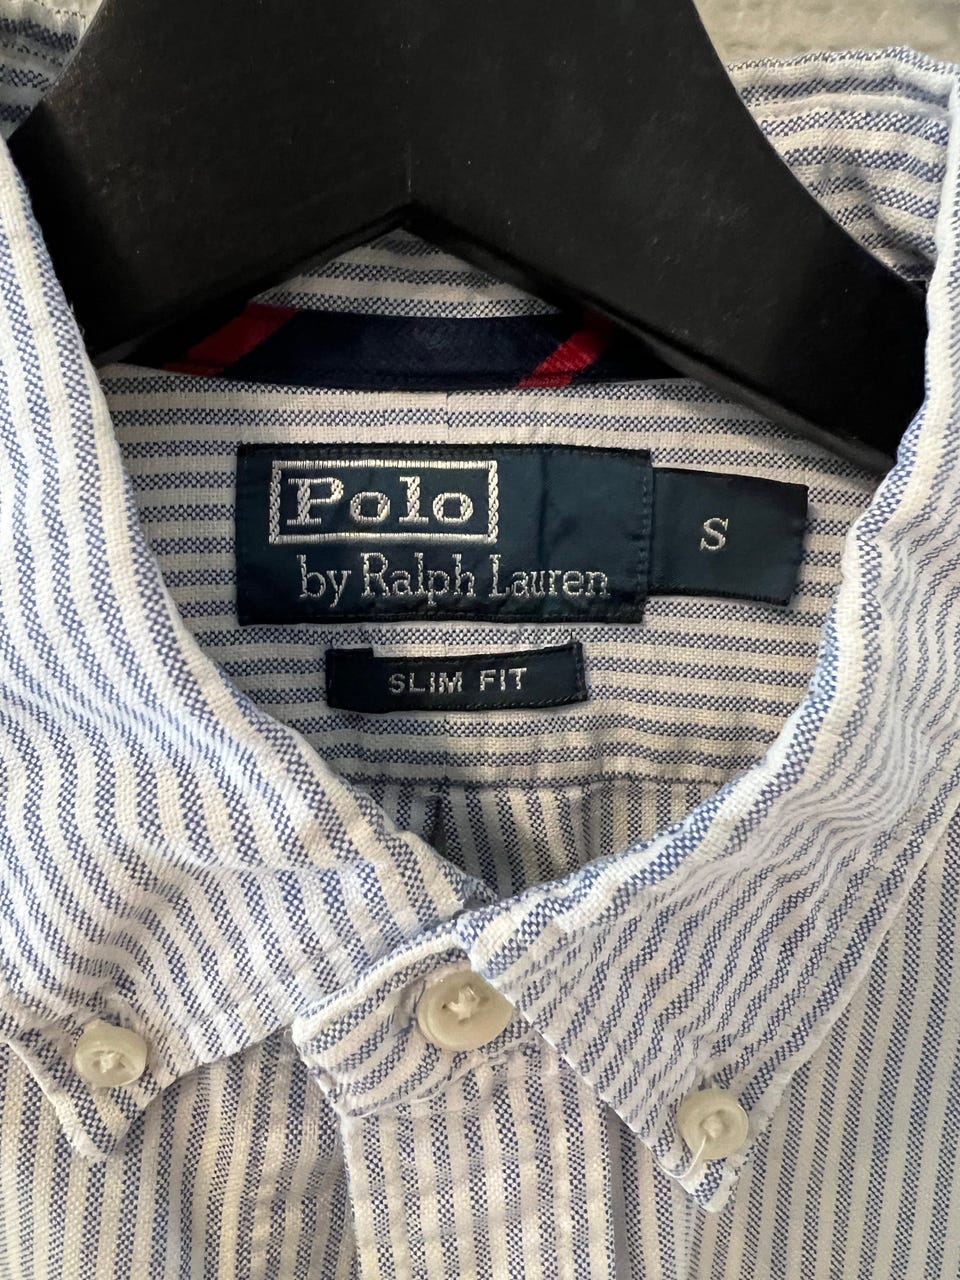 Polo
by Ralph Lauren
S
SLIM FIT